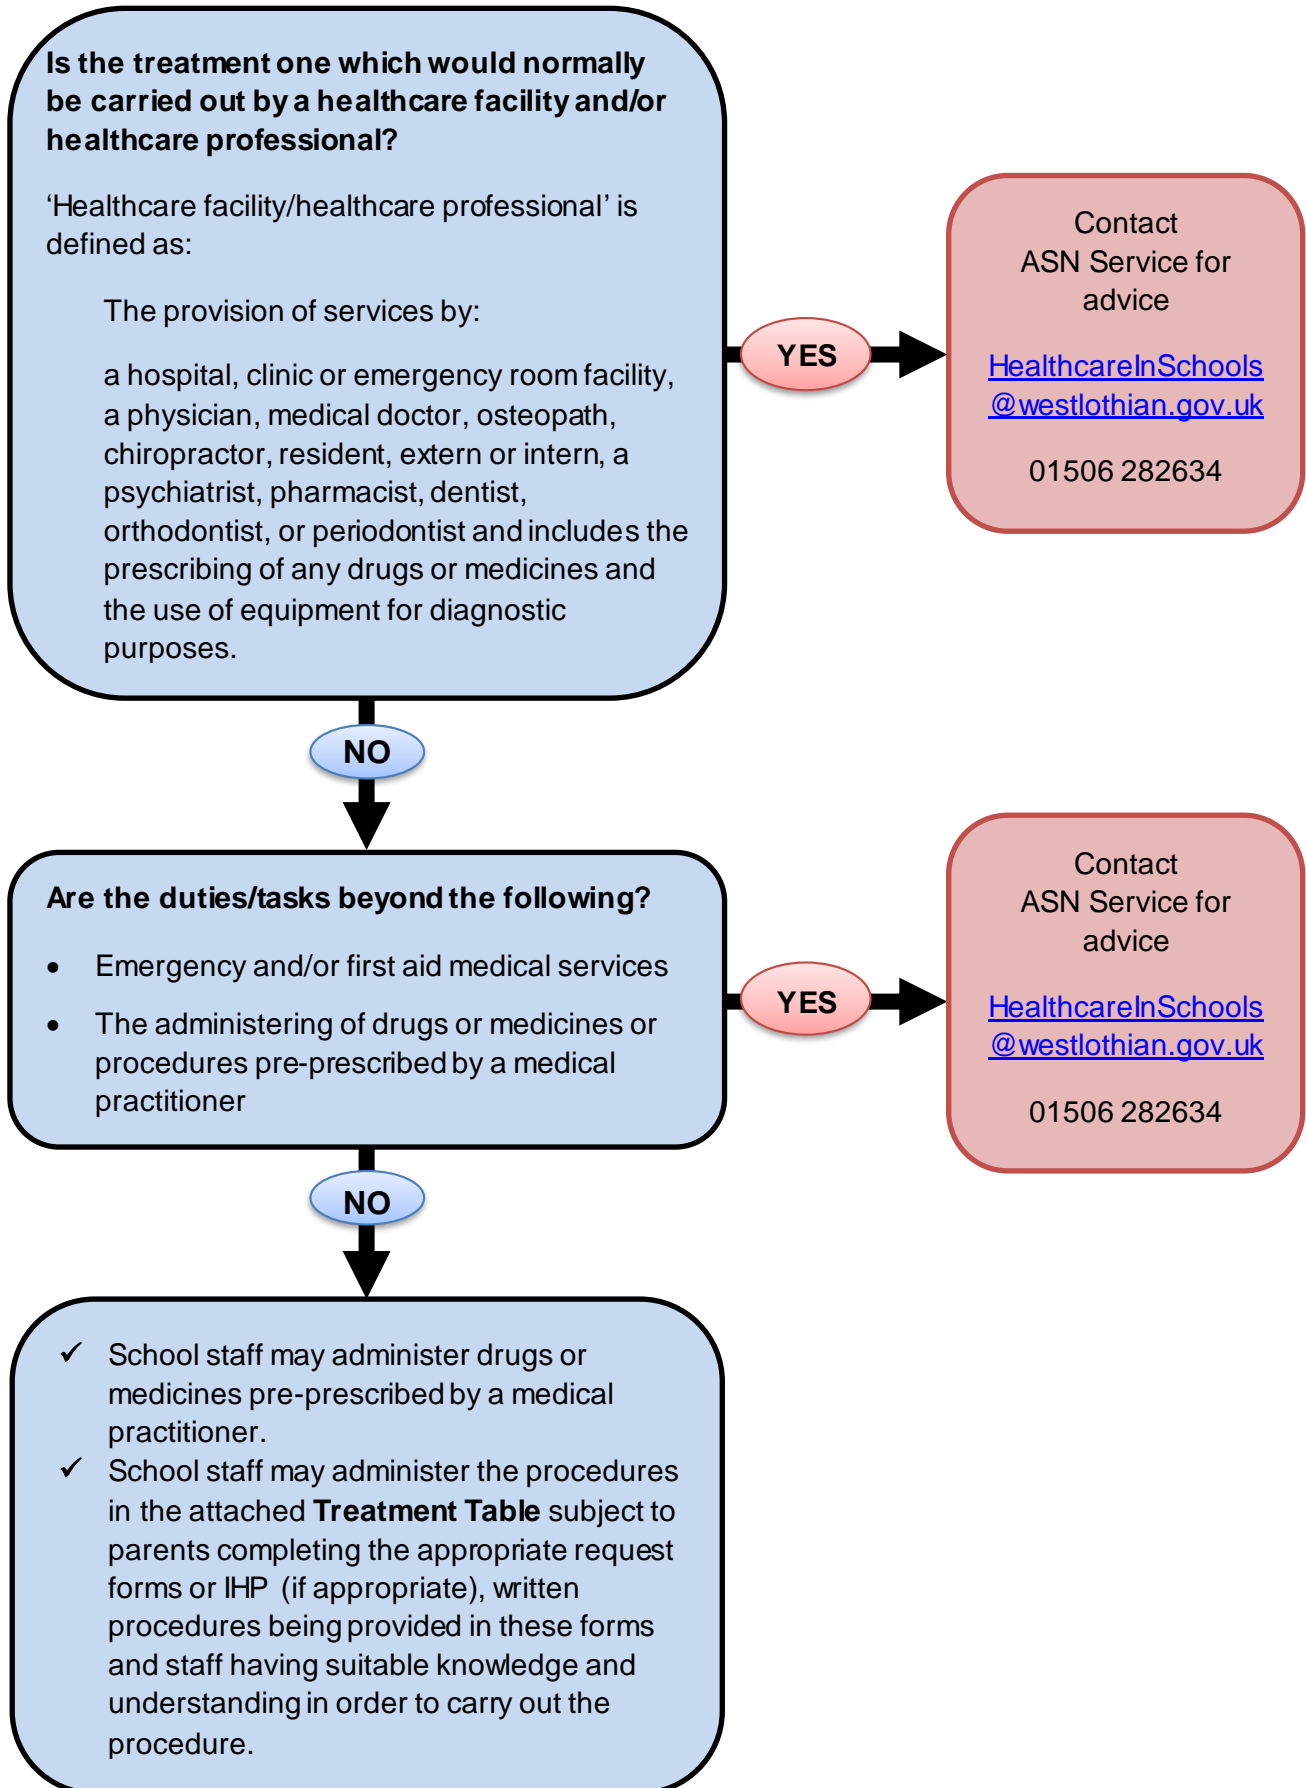 Is the treatment one which would normally
be carried out by a healthcare facility and/or
healthcare professional?
‘Healthcare facility/healthcare professional’ is
defined as:
The provision of services by:
a hospital, clinic or emergency room facility,
a physician, medical doctor, osteopath,
chiropractor, resident, extern or intern, a
psychiatrist, pharmacist, dentist,
orthodontist, or periodontist and includes the
prescribing of any drugs or medicines and
the use of equipment for diagnostic
purposes.
YES
Contact
ASN Service for
advice
HealthcareInSchools
@westlothian.gov.uk
01506 282634
NO
Are the duties/tasks beyond the following?
• Emergency and/or first aid medical services
• The administering of drugs or medicines or
procedures pre-prescribed by a medical
practitioner
YES
Contact
ASN Service for
advice
HealthcareInSchools
@westlothian.gov.uk
01506 282634
NO
✓ School staff may administer drugs or
medicines pre-prescribed by a medical
practitioner.
✓ School staff may administer the procedures
in the attached Treatment Table subject to
parents completing the appropriate request
forms or IHP (if appropriate), written
procedures being provided in these forms
and staff having suitable knowledge and
understanding in order to carry out the
procedure.